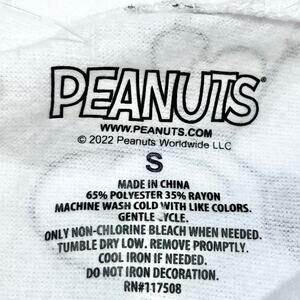 PEANUTS®
WWW.PEANUTS.COM
© 2022 Peanuts Worldwide LLC
S
MADE IN CHINA
65% POLYESTER 35% RAYON
MACHINE WASH COLD WITH LIKE COLORS.
GENTLE CYCLE.
ONLY NON-CHLORINE BLEACH WHEN NEEDED.
TUMBLE DRY LOW. REMOVE PROMPTLY.
COOL IRON IF NEEDED.
DO NOT IRON DECORATION.
RN#117508